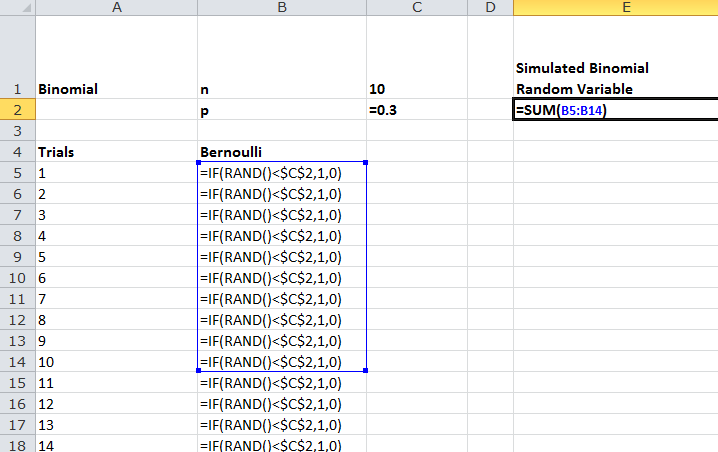 A B C D E
Simulated Binomial
1 Binomial n 10 Random Variable
2 p =0.3 =SUM(B5:B14)
3
4 Trials Bernoulli
5 1 =IF(RAND()<$C$2,1,0)
6 2 =IF(RAND()<$C$2,1,0)
7 3 =IF(RAND()<$C$2,1,0)
8 4 =IF(RAND()<$C$2,1,0)
9 5 =IF(RAND()<$C$2,1,0)
10 6 =IF(RAND()<$C$2,1,0)
11 7 =IF(RAND()<$C$2,1,0)
12 8 =IF(RAND()<$C$2,1,0)
13 9 =IF(RAND()<$C$2,1,0)
14 10 =IF(RAND()<$C$2,1,0)
15 11 =IF(RAND()<$C$2,1,0)
16 12 =IF(RAND()<$C$2,1,0)
17 13 =IF(RAND()<$C$2,1,0)
18 14 =IF(RAND()<$C$2,1,0)